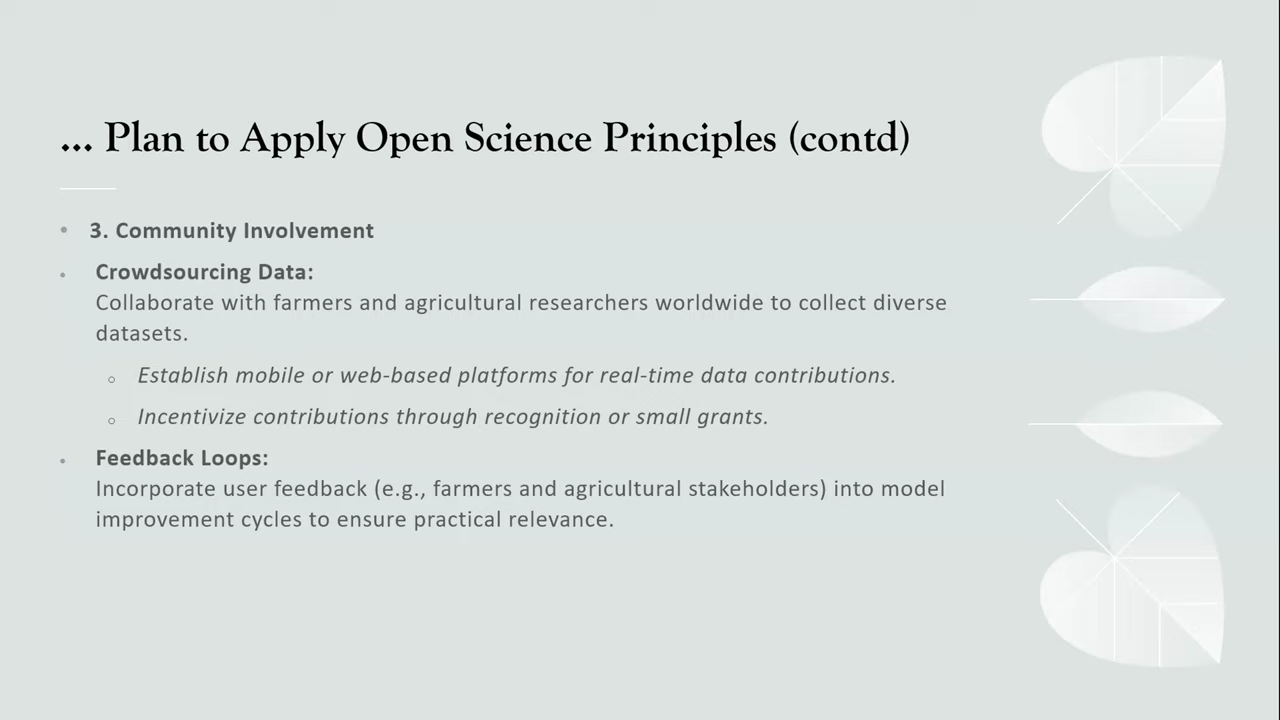 ... Plan to Apply Open Science Principles (contd)
• 3. Community Involvement
• Crowdsourcing Data:
Collaborate with farmers and agricultural researchers worldwide to collect diverse
datasets.
○ Establish mobile or web-based platforms for real-time data contributions.
○ Incentivize contributions through recognition or small grants.
• Feedback Loops:
Incorporate user feedback (e.g., farmers and agricultural stakeholders) into model
improvement cycles to ensure practical relevance.